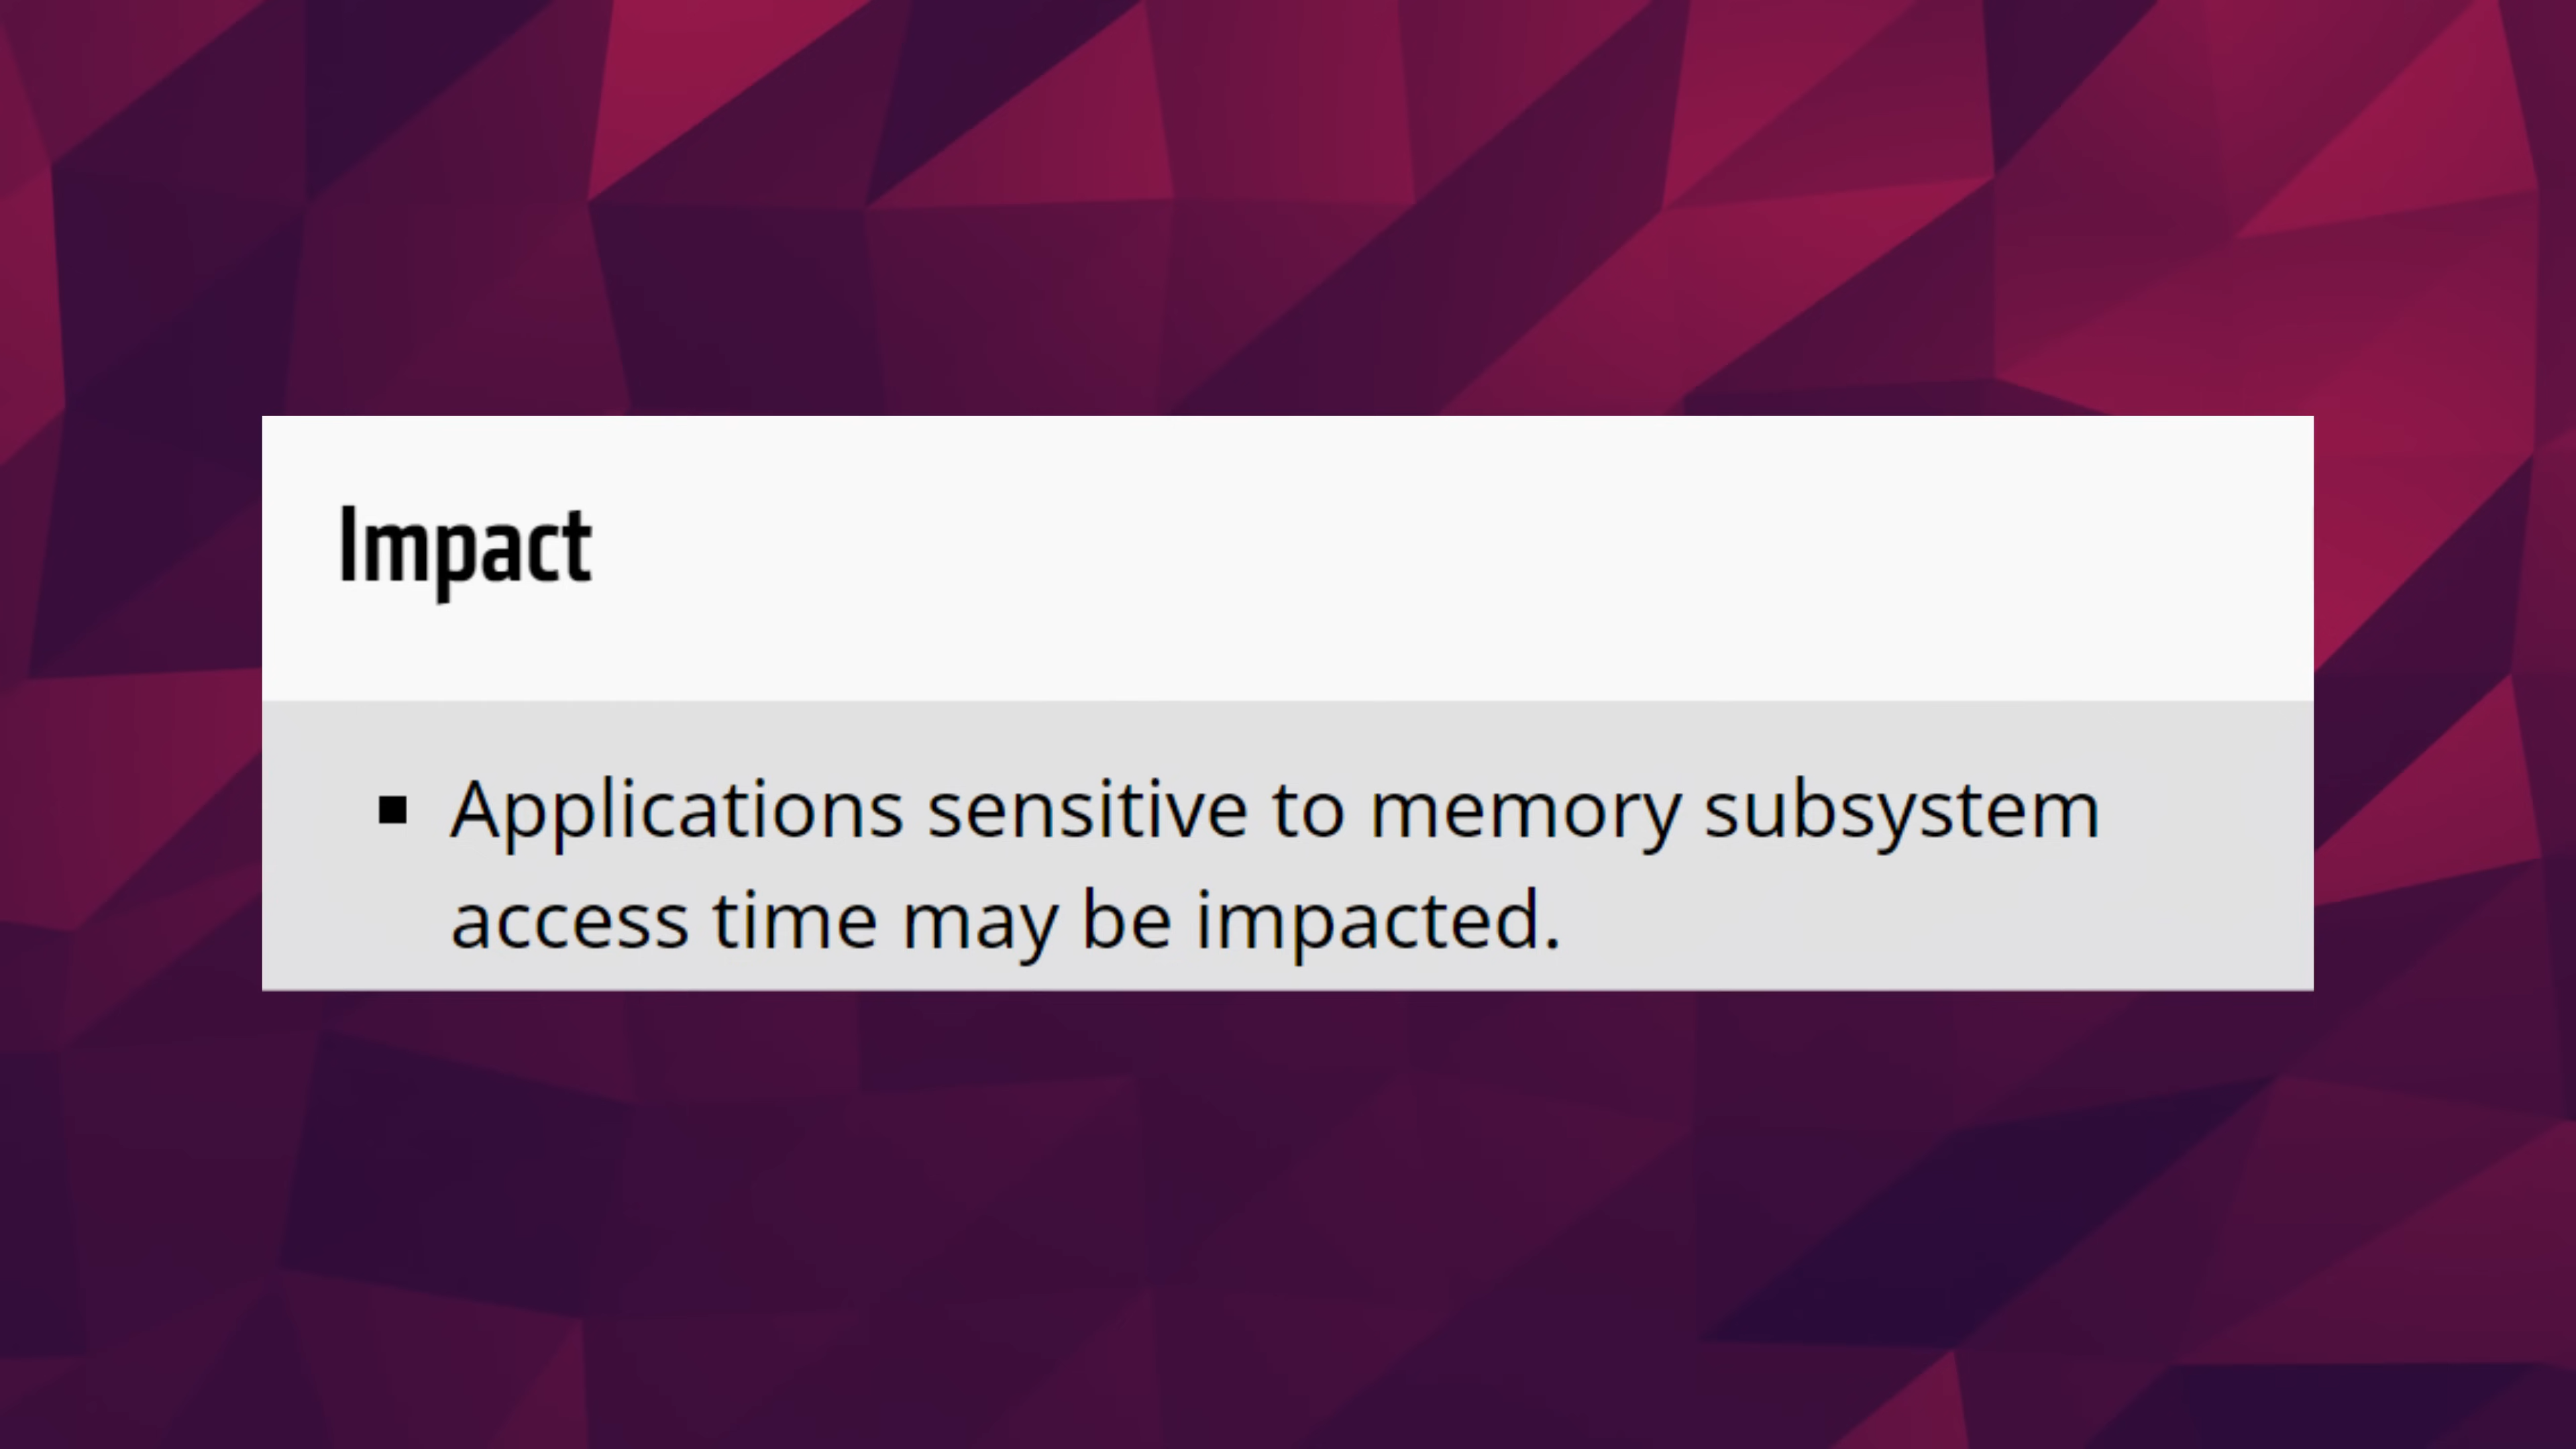 Impact
▪ Applications sensitive to memory subsystem
access time may be impacted.